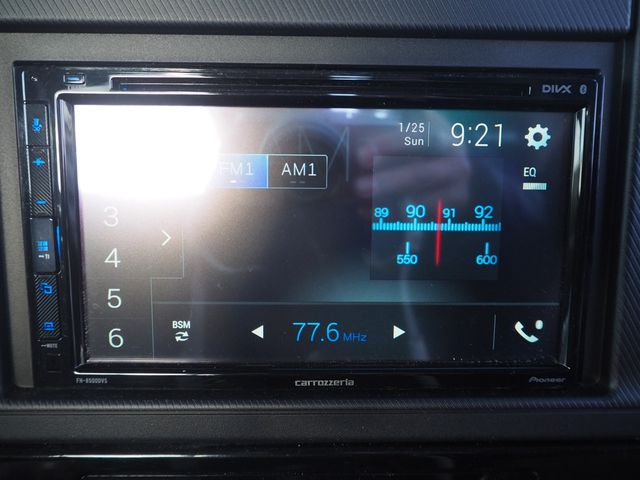 DIVX
1/25
Sun
9:21
FM1
AM1
EQ
3
4
5
6
89 90 91 92
550 600
BSM
77.6 MHz
MUTE
FH-8500DVS
carrozzeria
Pioneer